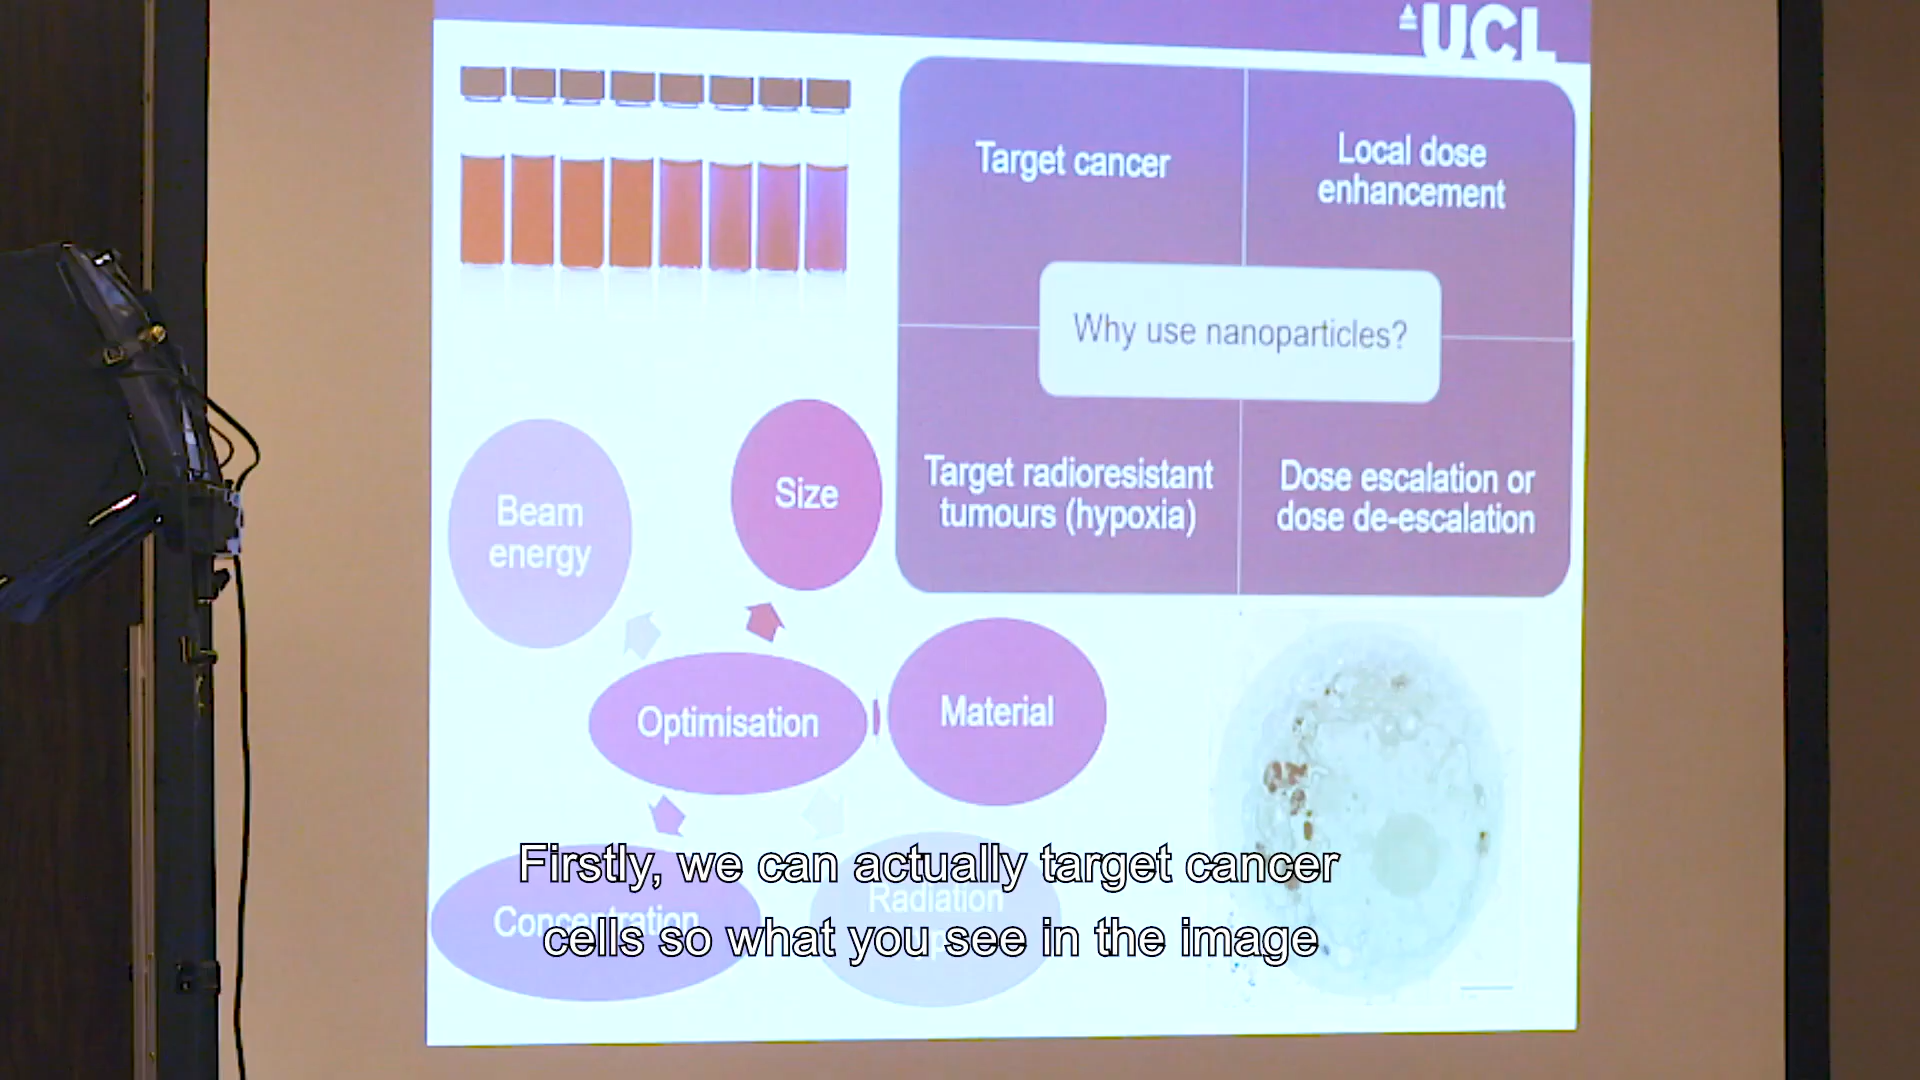 UCL
Target cancer
Local dose
enhancement
Why use nanoparticles?
Target radioresistant
tumours (hypoxia)
Dose escalation or
dose de-escalation
Beam
energy
Size
Optimisation
Material
Concentration
Radiation
Firstly, we can actually target cancer
cells so what you see in the image